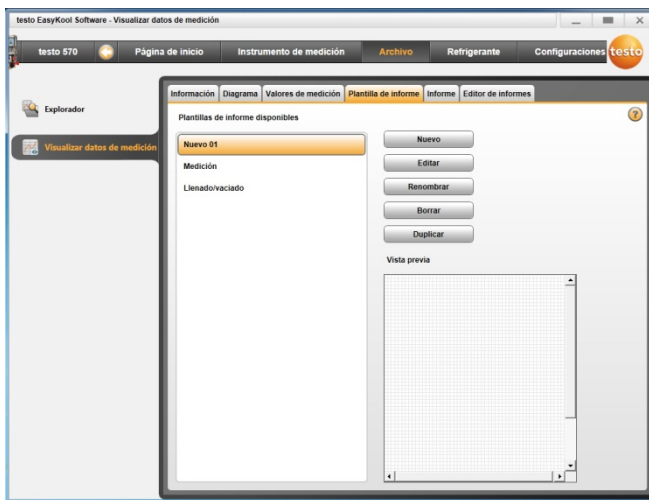 testo EasyKool Software - Visualizar datos de medición
testo 570 Página de inicio Instrumento de medición Archivo Refrigerante Configuraciones testo
Información Diagrama Valores de medición Plantilla de informe Informe Editor de informes
Explorador
Visualizar datos de medición
Plantillas de informe disponibles
Nuevo 01
Medición
Llenado/vaciado
Nuevo
Editar
Renombrar
Borrar
Duplicar
Vista previa